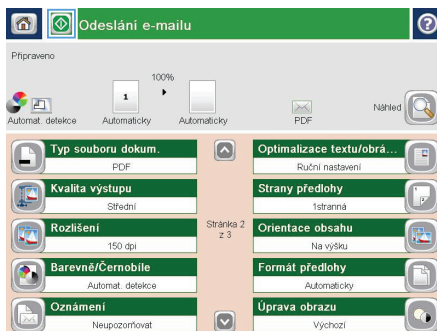 Odeslání e-mailu
Připraveno
100%
1
Automat. detekce
Automaticky
Automaticky
PDF
Náhled
Typ souboru dokum.
PDF
Optimalizace textu/obrá...
Ruční nastavení
Kvalita výstupu
Střední
Strany předlohy
1stranná
Rozlišení
150 dpi
Stránka 2
z 3
Orientace obsahu
Na výšku
Barevně/Černobíle
Automat. detekce
Formát předlohy
Automaticky
Oznámení
Neupozorňovat
Úprava obrazu
Výchozí